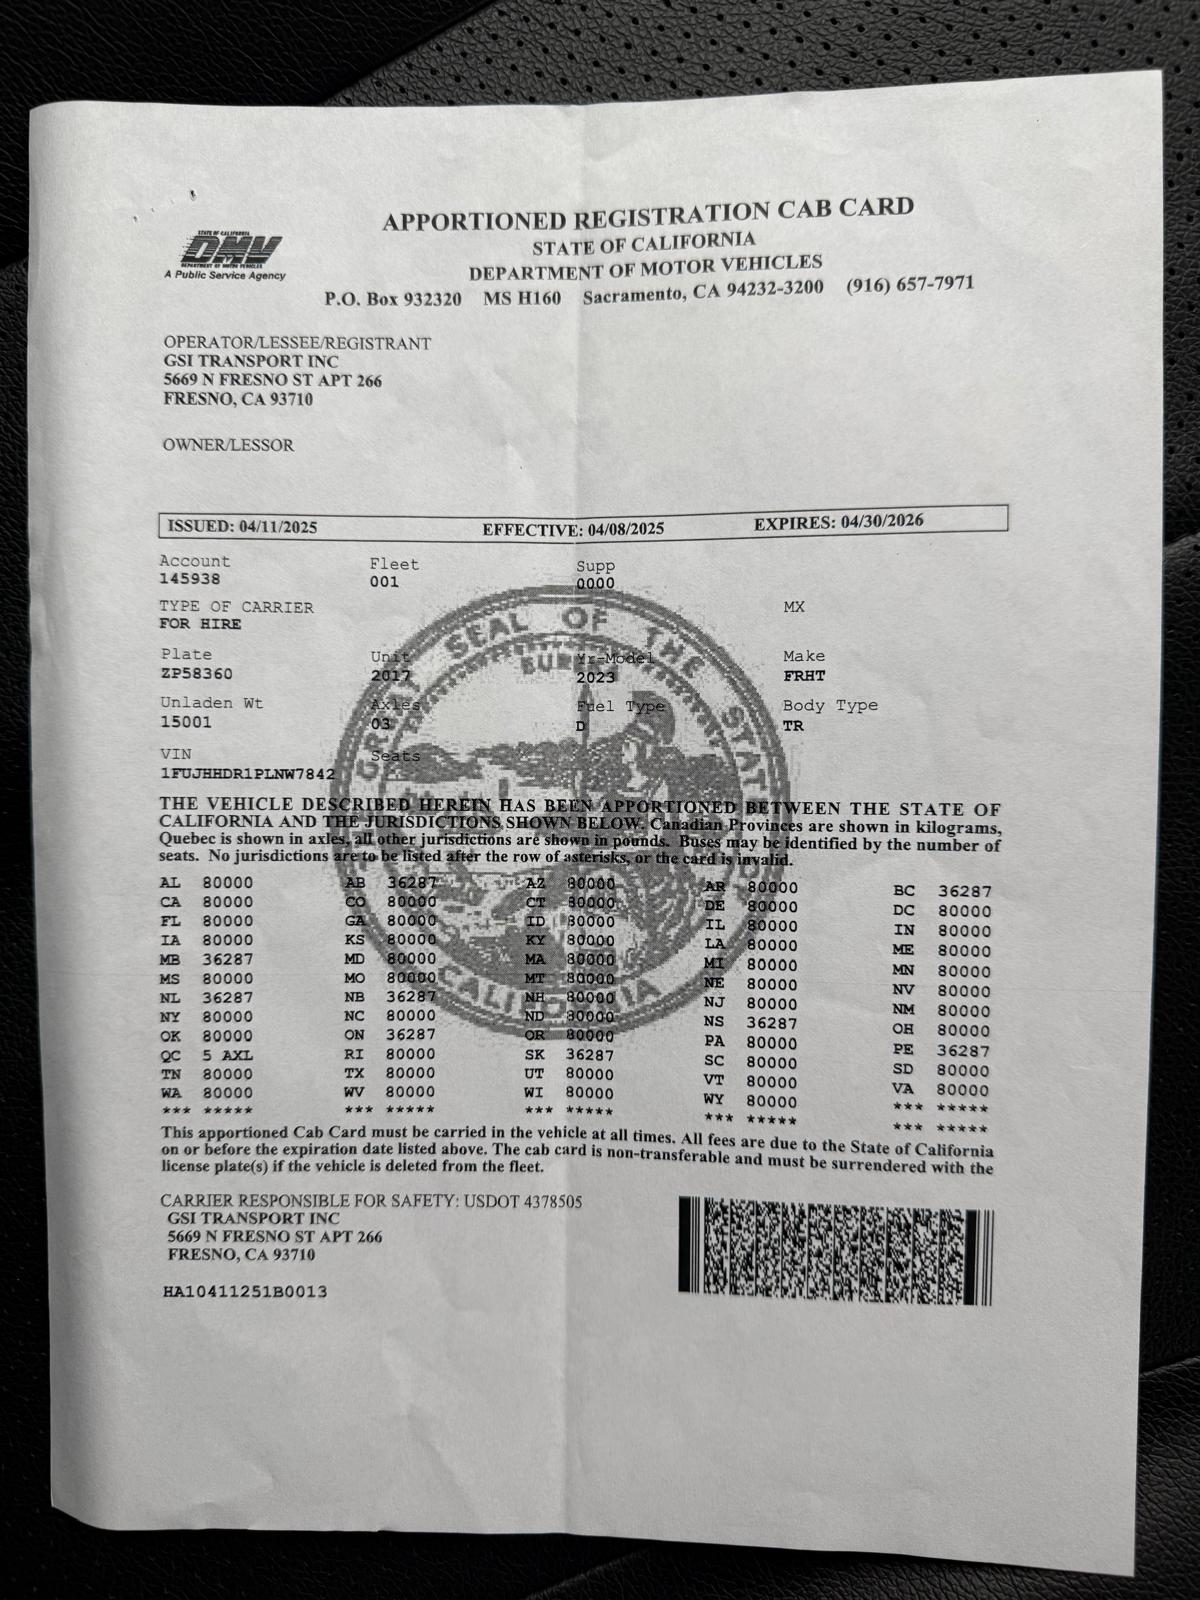 STATE OF CALIFORNIA
DMV
DEPARTMENT OF MOTOR VEHICLES
A Public Service Agency
APPORTIONED REGISTRATION CAB CARD
STATE OF CALIFORNIA
DEPARTMENT OF MOTOR VEHICLES
P.O. Box 932320 MS H160 Sacramento, CA 94232-3200 (916) 657-7971
OPERATOR/LESSEE/REGISTRANT
GSI TRANSPORT INC
5669 N FRESNO ST APT 266
FRESNO, CA 93710
OWNER/LESSOR
ISSUED: 04/11/2025 EFFECTIVE: 04/08/2025 EXPIRES: 04/30/2026
Account Fleet Supp
145938 001 0000
TYPE OF CARRIER MX
FOR HIRE
Plate Unit Yr-Model Make
ZP58360 2017 2023 FRHT
Unladen Wt Axles Fuel Type Body Type
15001 03 D TR
VIN Seats
1FUJHHDR1PLNW7842
GREAT SEAL OF THE STATE OF CALIFORNIA
THE VEHICLE DESCRIBED HEREIN HAS BEEN APPORTIONED BETWEEN THE STATE OF
CALIFORNIA AND THE JURISDICTIONS SHOWN BELOW. Canadian Provinces are shown in kilograms,
Quebec is shown in axles, all other jurisdictions are shown in pounds. Buses may be identified by the number of
seats. No jurisdictions are to be listed after the row of asterisks, or the card is invalid.
AL 80000 AB 36287 AZ 80000 AR 80000 BC 36287
CA 80000 CO 80000 CT 80000 DE 80000 DC 80000
FL 80000 GA 80000 ID 80000 IL 80000 IN 80000
IA 80000 KS 80000 KY 80000 LA 80000 ME 80000
MB 36287 MD 80000 MA 80000 MI 80000 MN 80000
MS 80000 MO 80000 MT 80000 NE 80000 NV 80000
NL 36287 NB 36287 NH 80000 NJ 80000 NM 80000
NY 80000 NC 80000 ND 80000 NS 36287 OH 80000
OK 80000 ON 36287 OR 80000 PA 80000 PE 36287
QC 5 AXL RI 80000 SK 36287 SC 80000 SD 80000
TN 80000 TX 80000 UT 80000 VT 80000 VA 80000
WA 80000 WV 80000 WI 80000 WY 80000 *** *****
*** ***** *** ***** *** ***** *** ***** *** *****
This apportioned Cab Card must be carried in the vehicle at all times. All fees are due to the State of California
on or before the expiration date listed above. The cab card is non-transferable and must be surrendered with the
license plate(s) if the vehicle is deleted from the fleet.
CARRIER RESPONSIBLE FOR SAFETY: USDOT 4378505
GSI TRANSPORT INC
5669 N FRESNO ST APT 266
FRESNO, CA 93710
HA10411251B0013